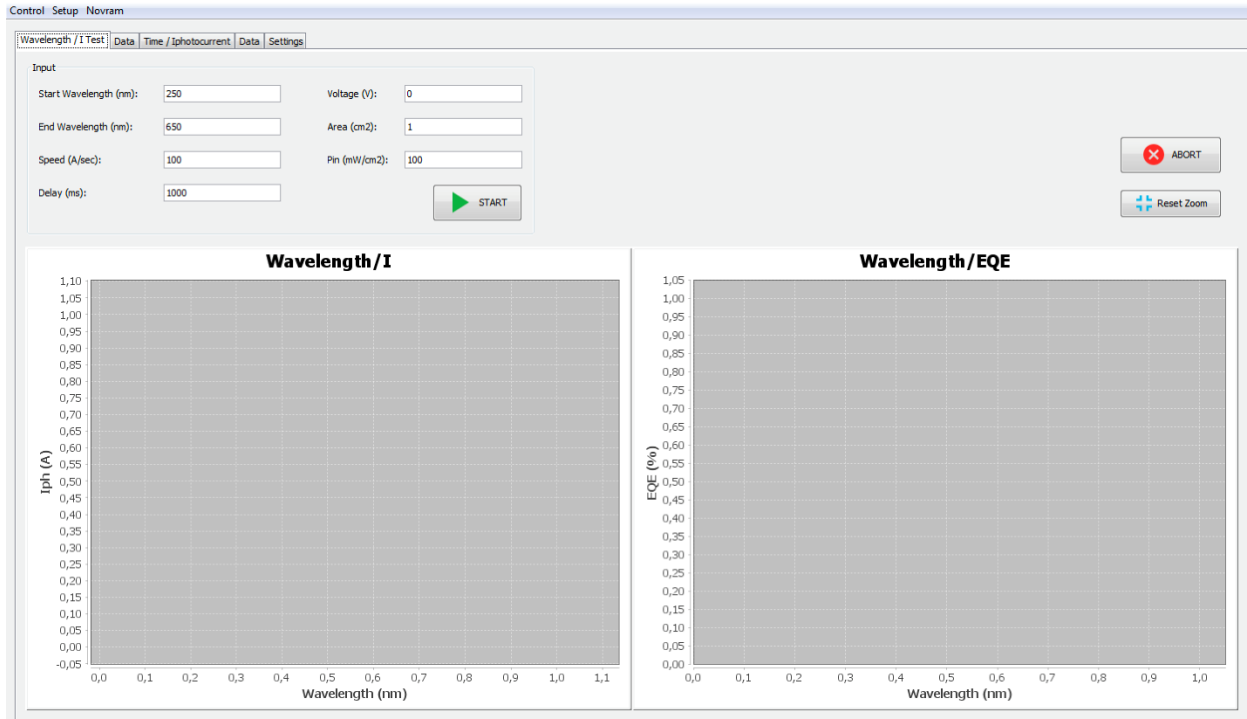 Control Setup Novram
Wavelength / I Test Data Time / Iphotocurrent Data Settings
Input
Start Wavelength (nm): 250 Voltage (V): 0
End Wavelength (nm): 650 Area (cm2): 1
Speed (A/sec): 100 Pin (mW/cm2): 100
Delay (ms): 1000
START
ABORT
Reset Zoom
Wavelength/I
1,10
1,05
1,00
0,95
0,90
0,85
0,80
0,75
0,70
0,65
0,60
0,55
0,50
0,45
0,40
0,35
0,30
0,25
0,20
0,15
0,10
0,05
0,00
-0,05
Iph (A)
0,0 0,1 0,2 0,3 0,4 0,5 0,6 0,7 0,8 0,9 1,0 1,1
Wavelength (nm)
Wavelength/EQE
1,05
1,00
0,95
0,90
0,85
0,80
0,75
0,70
0,65
0,60
0,55
0,50
0,45
0,40
0,35
0,30
0,25
0,20
0,15
0,10
0,05
0,00
EQE (%)
0,0 0,1 0,2 0,3 0,4 0,5 0,6 0,7 0,8 0,9 1,0
Wavelength (nm)